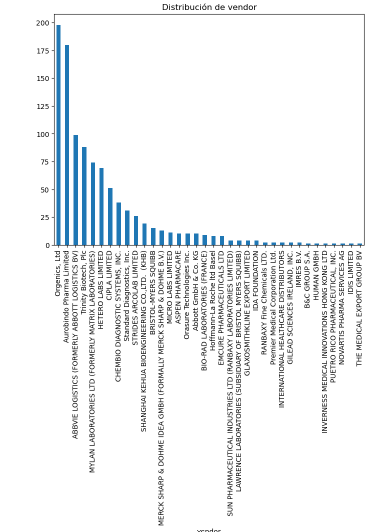 Distribución de vendor
200
175
150
125
100
75
50
25
0
Orgenics, Ltd
Aurobindo Pharma Limited
ABBVIE LOGISTICS (FORMERLY ABBOTT LOGISTICS BV)
Trinity Biotech, Plc
MYLAN LABORATORIES LTD (FORMERLY MATRIX LABORATORIES)
HETERO LABS LIMITED
CIPLA LIMITED
CHEMBIO DIAGNOSTIC SYSTEMS, INC.
Standard Diagnostics, Inc.
STRIDES ARCOLAB LIMITED
SHANGHAI KEHUA BIOENGINEERING CO.,LTD. (KHB)
BRISTOL-MYERS SQUIBB
MERCK SHARP & DOHME IDEA GMBH (FORMALLY MERCK SHARP & DOHME B.V.)
MICRO LABS LIMITED
ASPEN PHARMACARE
Orasure Technologies Inc.
Abbott GmbH & Co. KG
BIO-RAD LABORATORIES (FRANCE)
Hoffmann-La Roche ltd Basel
EMCURE PHARMACEUTICALS LTD
SUN PHARMACEUTICAL INDUSTRIES LTD (RANBAXY LABORATORIES LIMITED)
LAWRENCE LABORATORIES (SUBSIDIARY OF BRISTOL MYERS SQUIBB)
GLAXOSMITHKLINE EXPORT LIMITED
IDA FOUNDATION
RANBAXY Fine Chemicals LTD.
Premier Medical Corporation Ltd.
INTERNATIONAL HEALTHCARE DISTRIBUTORS
GILEAD SCIENCES IRELAND, INC.
IMRES B.V.
B&C GROUP S.A.
HUMAN GMBH
INVERNESS MEDICAL INNOVATIONS HONG KONG LTD
PUETRO RICO PHARMACEUTICAL, INC.
NOVARTIS PHARMA SERVICES AG
IDIS LIMITED
THE MEDICAL EXPORT GROUP BV